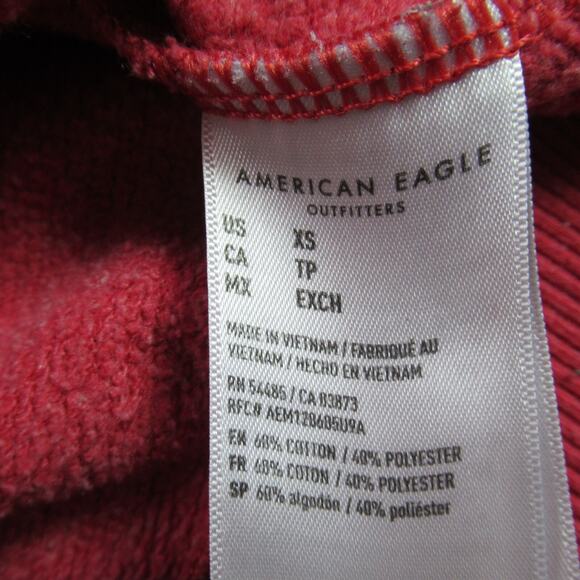 AMERICAN EAGLE
OUTFITTERS
US XS
CA TP
MX EXCH
MADE IN VIETNAM / FABRIQUÉ AU
VIETNAM / HECHO EN VIETNAM
RN 54485 / CA 03873
RFC# AEM120605U9A
EN 60% COTTON / 40% POLYESTER
FR 60% COTON / 40% POLYESTER
SP 60% algodón / 40% poliéster